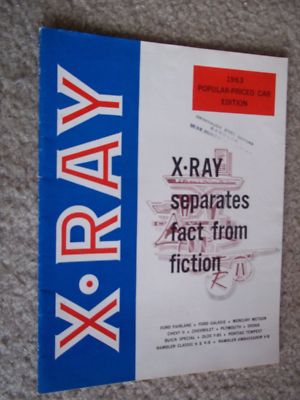 X·RAY
1963
POPULAR-PRICED CAR
EDITION
X·RAY
separates
fact from
fiction
FORD FAIRLANE • FORD GALAXIE • MERCURY METEOR
CHEVY II • CHEVROLET • PLYMOUTH • DODGE
BUICK SPECIAL • OLDS F-85 • PONTIAC TEMPEST
RAMBLER CLASSIC 6 & V-8 • RAMBLER AMBASSADOR V-8